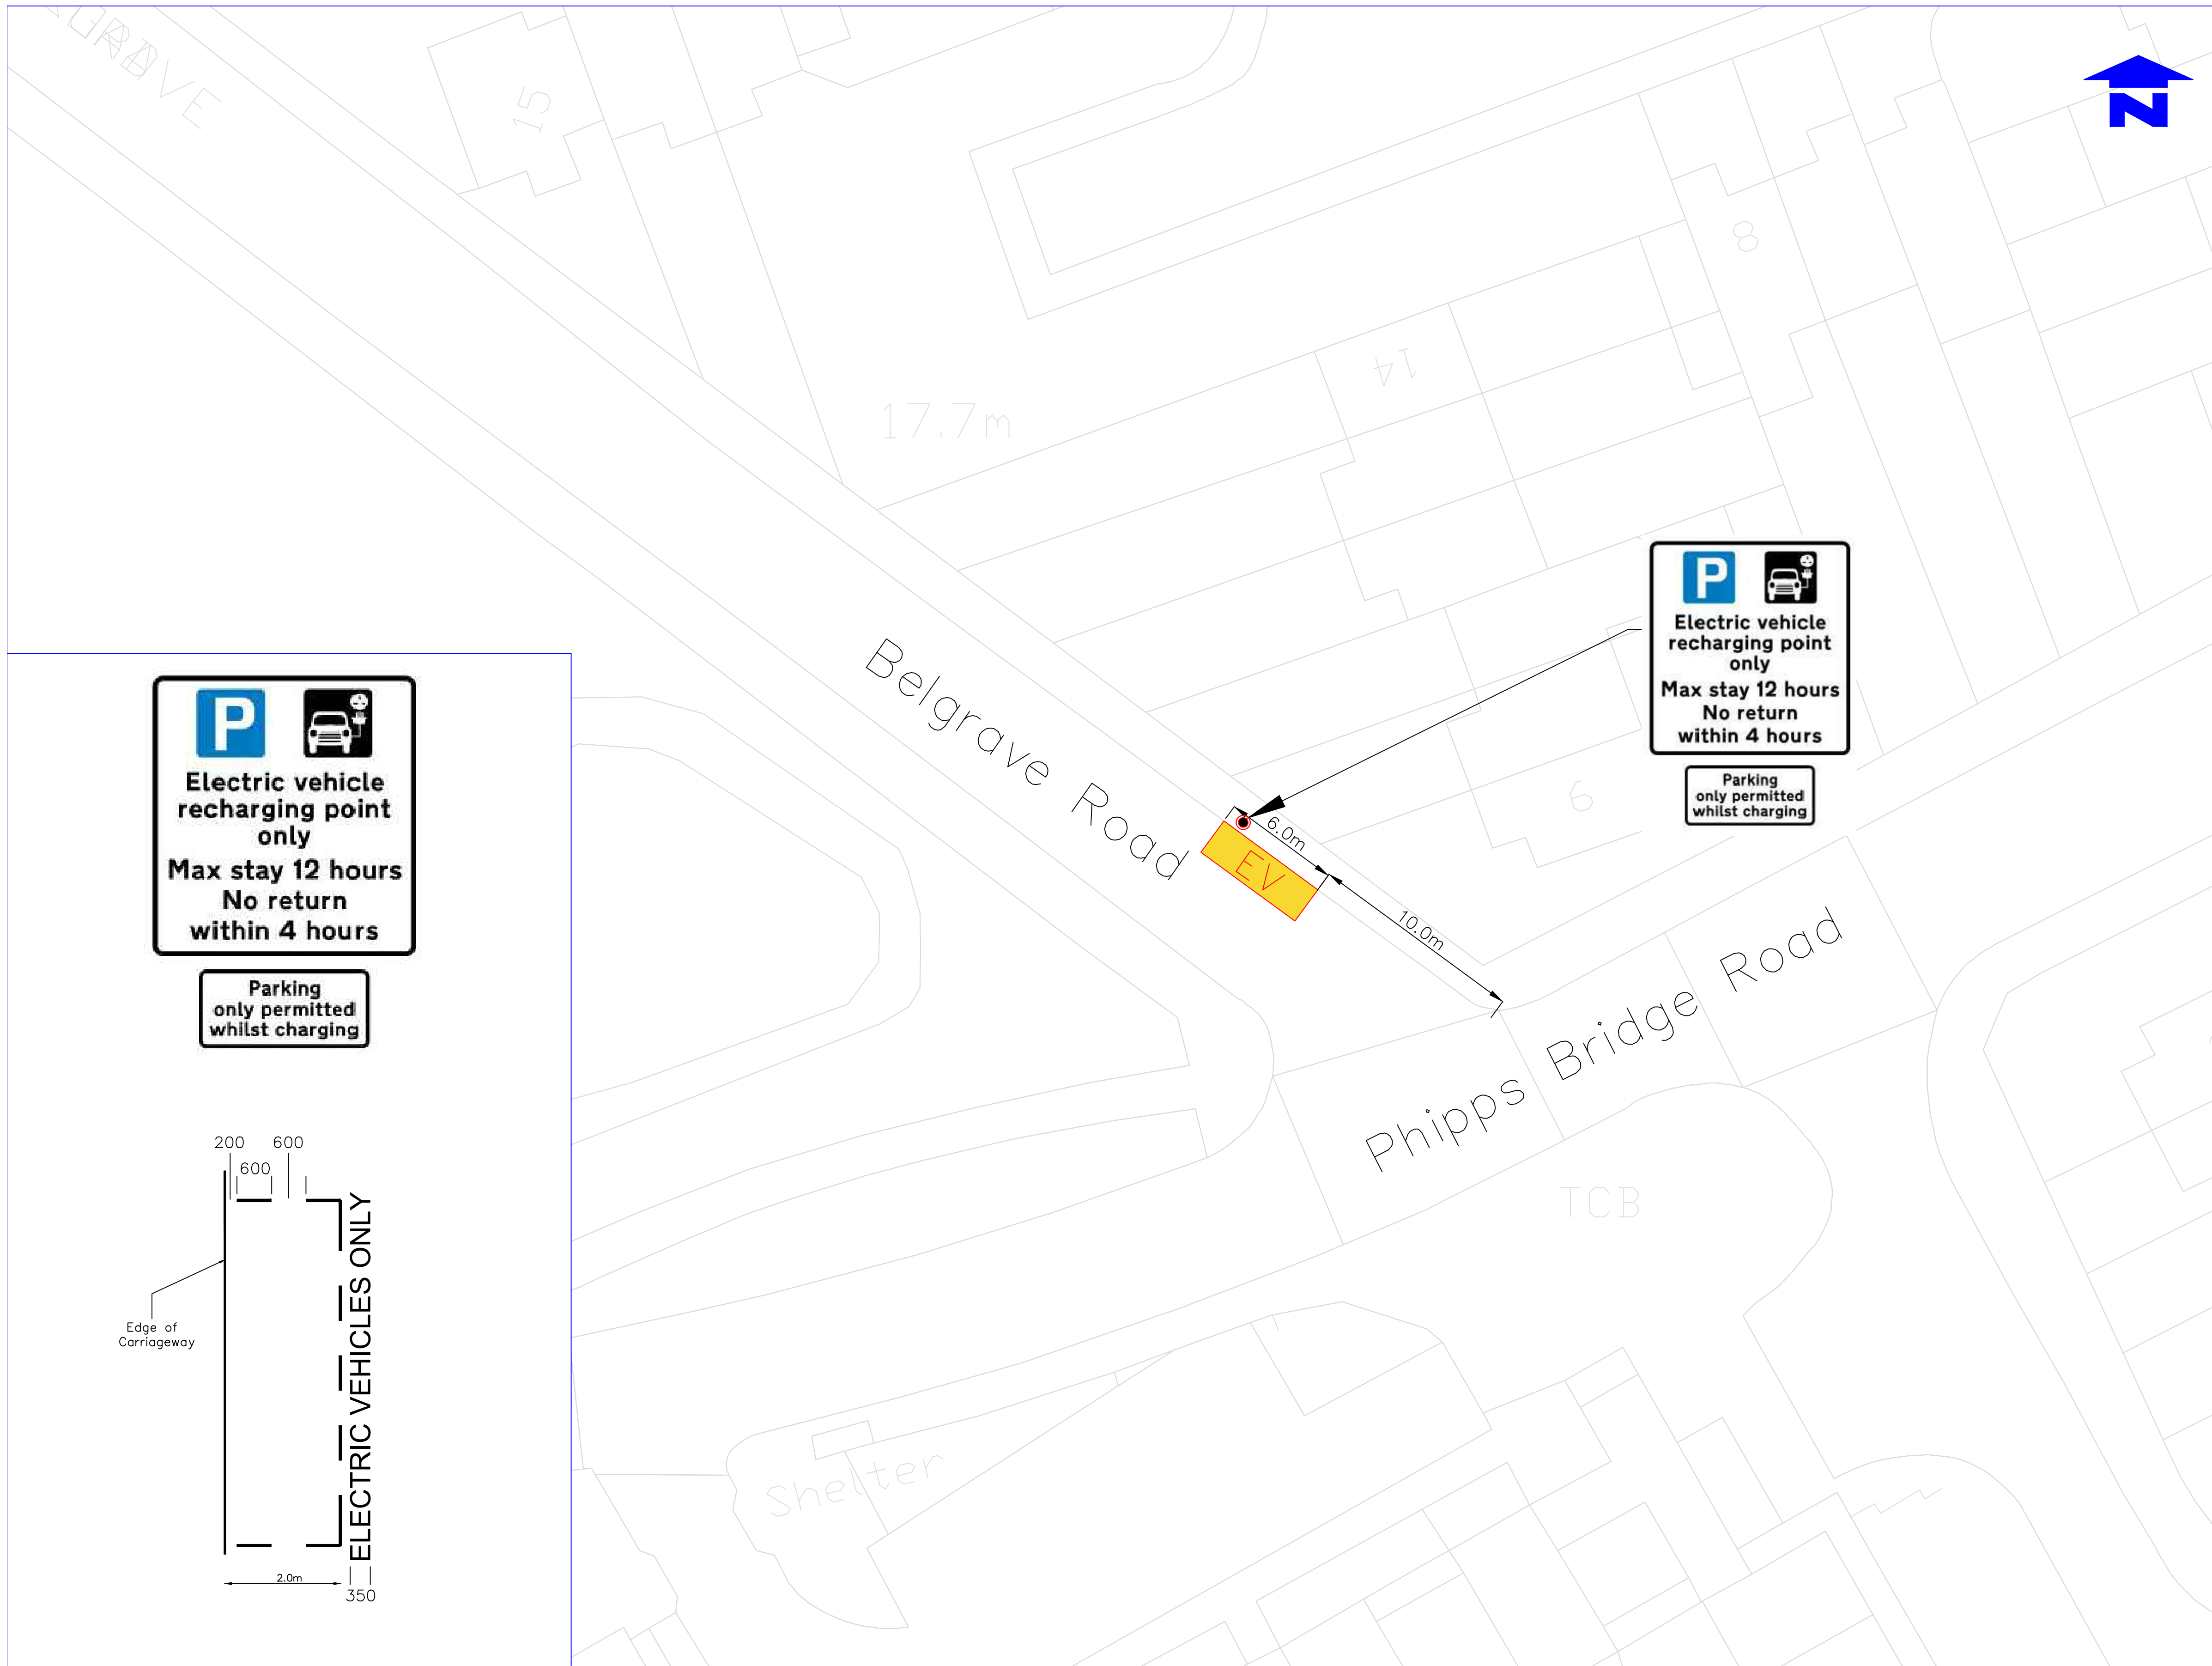 15
8
N
14
17.7m
P
Electric vehicle
recharging point
only
Max stay 12 hours
No return
within 4 hours
Parking
only permitted
whilst charging
Belgrave Road
6.0m
EV
9
10.0m
Phipps Bridge Road
TCB
Shelter
P
Electric vehicle
recharging point
only
Max stay 12 hours
No return
within 4 hours
Parking
only permitted
whilst charging
200
600
600
ELECTRIC VEHICLES ONLY
Edge of
Carriageway
2.0m
350